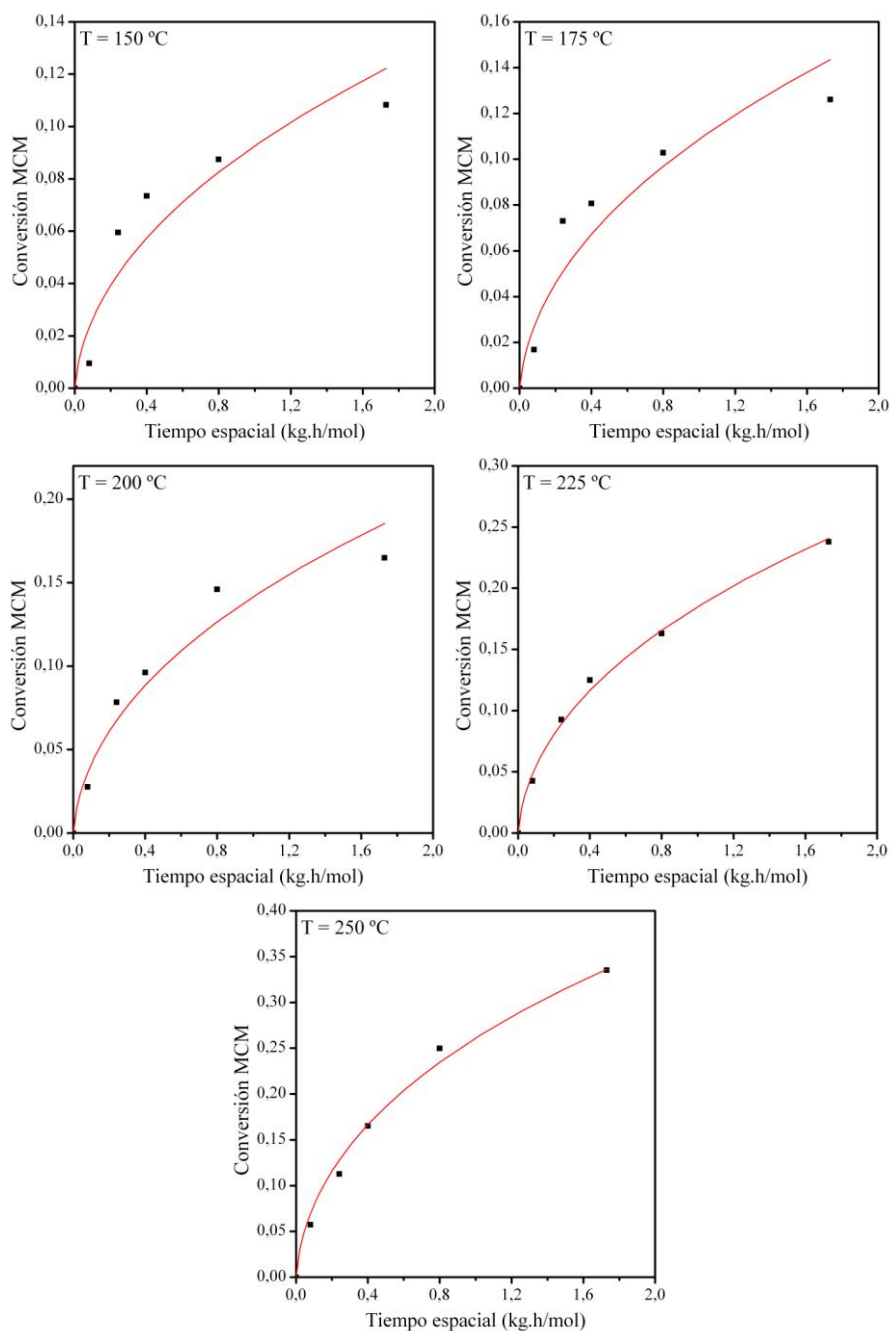 T = 150 ºC
0,14
0,12
0,10
0,08
0,06
0,04
0,02
0,00
Conversión MCM
0,0 0,4 0,8 1,2 1,6 2,0
Tiempo espacial (kg.h/mol)
T = 175 ºC
0,16
0,14
0,12
0,10
0,08
0,06
0,04
0,02
0,00
Conversión MCM
0,0 0,4 0,8 1,2 1,6 2,0
Tiempo espacial (kg.h/mol)
T = 200 ºC
0,20
0,15
0,10
0,05
0,00
Conversión MCM
0,0 0,4 0,8 1,2 1,6 2,0
Tiempo espacial (kg.h/mol)
T = 225 ºC
0,30
0,25
0,20
0,15
0,10
0,05
0,00
Conversión MCM
0,0 0,4 0,8 1,2 1,6 2,0
Tiempo espacial (kg.h/mol)
T = 250 ºC
0,40
0,35
0,30
0,25
0,20
0,15
0,10
0,05
0,00
Conversión MCM
0,0 0,4 0,8 1,2 1,6 2,0
Tiempo espacial (kg.h/mol)